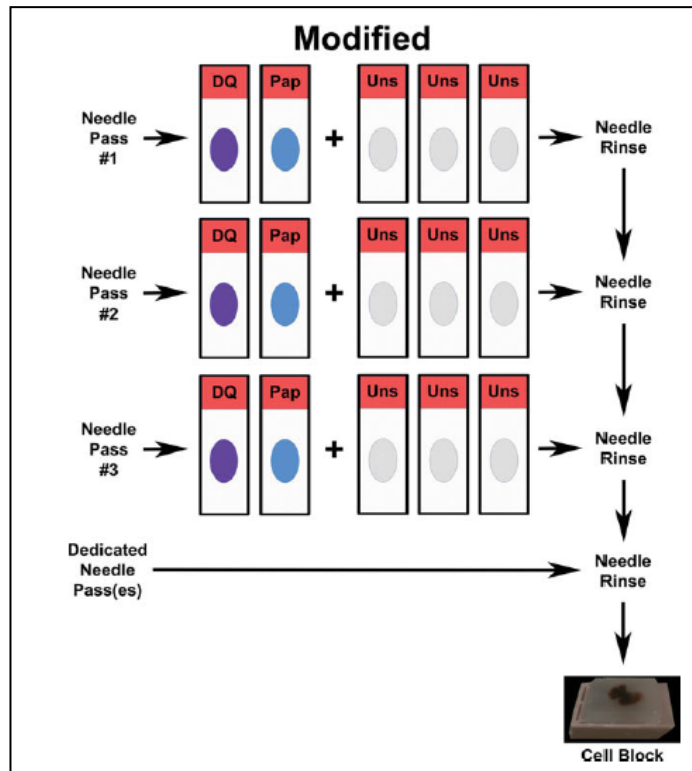 Modified
DQ Pap Uns Uns Uns
Needle
Pass
#1
+
Needle
Rinse
DQ Pap Uns Uns Uns
Needle
Pass
#2
+
Needle
Rinse
DQ Pap Uns Uns Uns
Needle
Pass
#3
+
Needle
Rinse
Dedicated
Needle
Pass(es)
Needle
Rinse
Cell Block